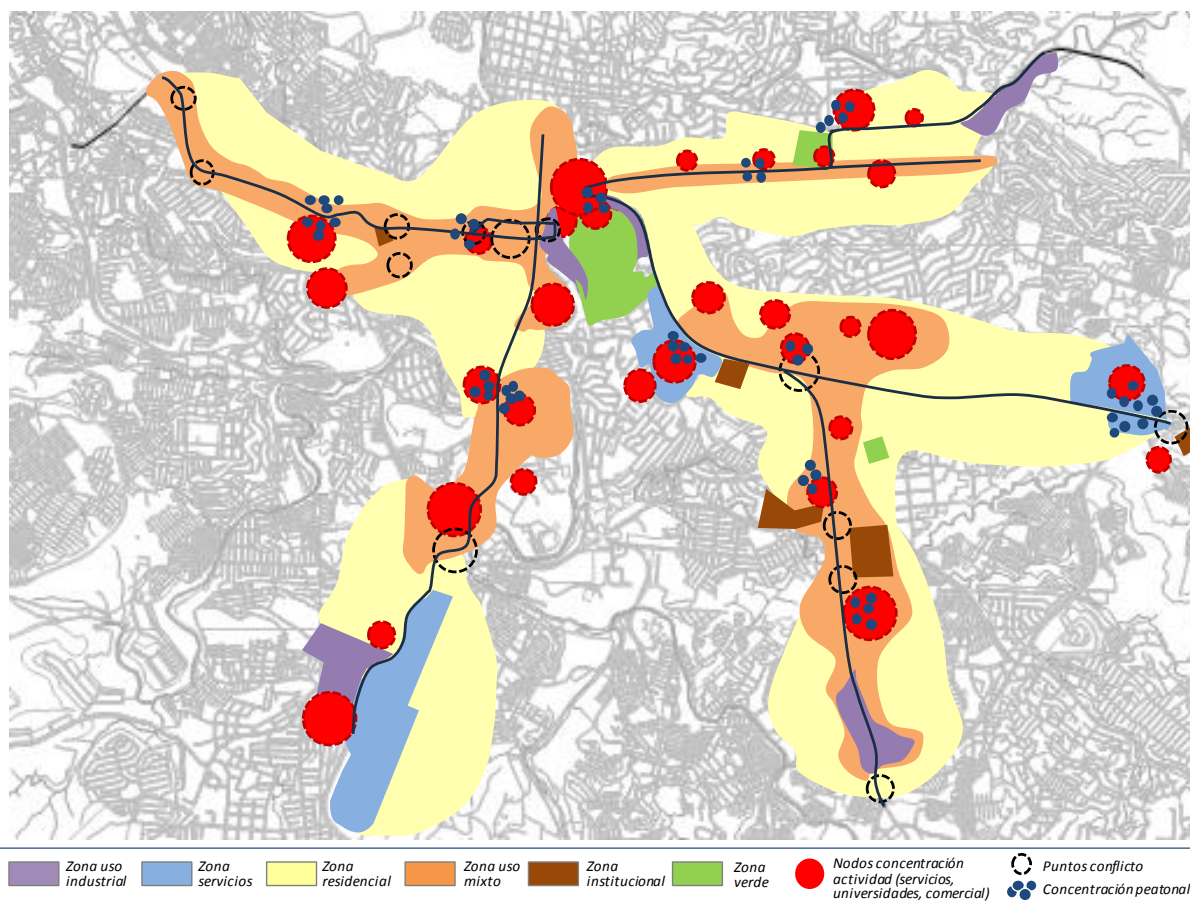 Zona uso
industrial
Zona
servicios
Zona
residencial
Zona uso
mixto
Zona
institucional
Zona
verde
Nodos concentración
actividad (servicios,
universidades, comercial)
Puntos conflicto
Concentración peatonal